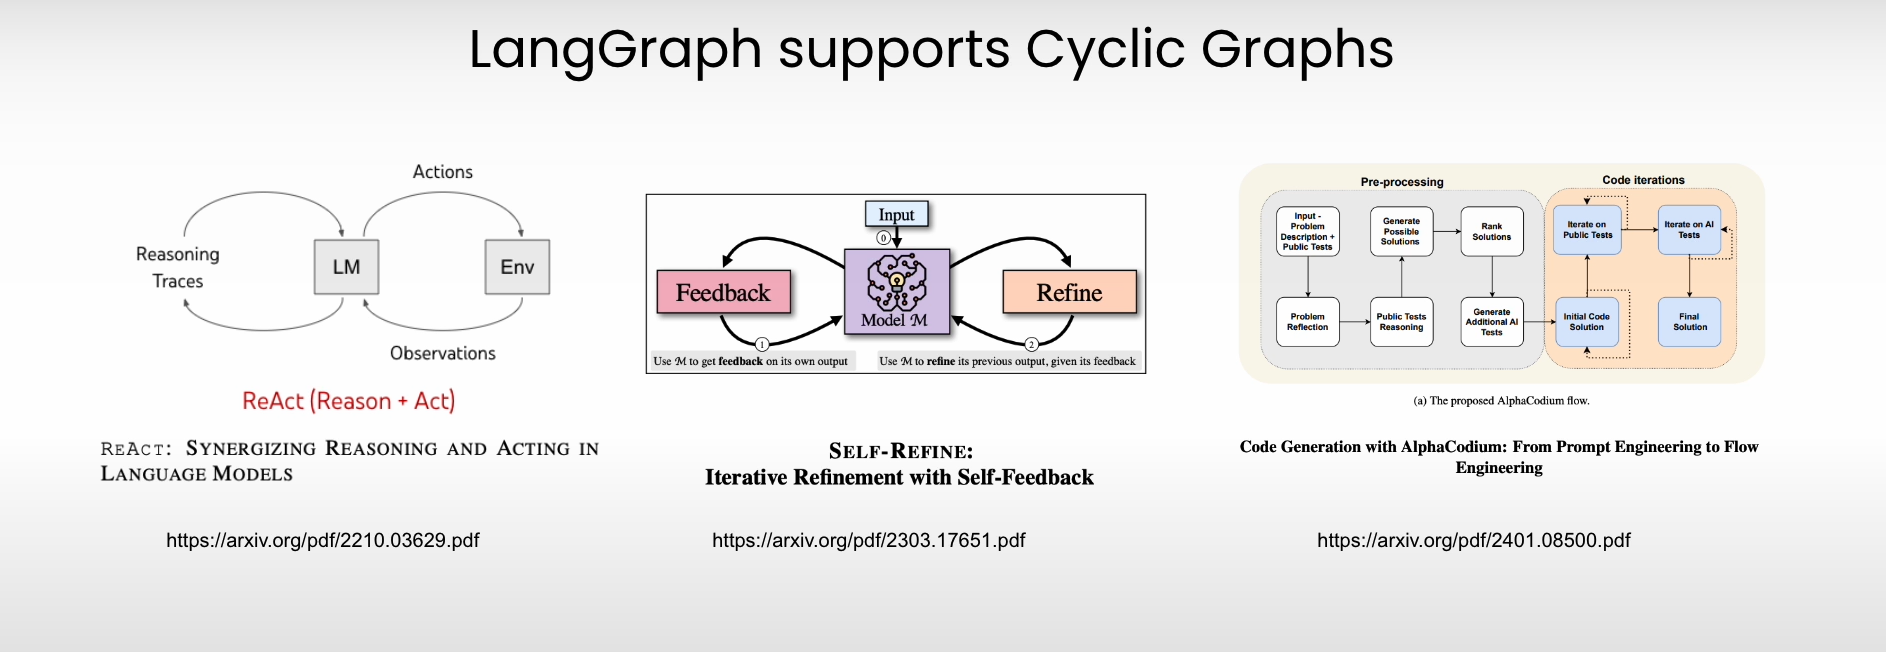 LangGraph supports Cyclic Graphs
Actions
Reasoning
Traces
LM
Env
Observations
ReAct (Reason + Act)
REACT: SYNERGIZING REASONING AND ACTING IN
LANGUAGE MODELS
https://arxiv.org/pdf/2210.03629.pdf
Input
0
Feedback
Model M
Refine
1
2
Use M to get feedback on its own output
Use M to refine its previous output, given its feedback
SELF-REFINE:
Iterative Refinement with Self-Feedback
https://arxiv.org/pdf/2303.17651.pdf
Pre-processing
Code iterations
Input -
Problem
Description +
Public Tests
Generate
Possible
Solutions
Rank
Solutions
Iterate on
Public Tests
Iterate on AI
Tests
Problem
Reflection
Public Tests
Reasoning
Generate
Additional AI
Tests
Initial Code
Solution
Final
Solution
(a) The proposed AlphaCodium flow.
Code Generation with AlphaCodium: From Prompt Engineering to Flow
Engineering
https://arxiv.org/pdf/2401.08500.pdf